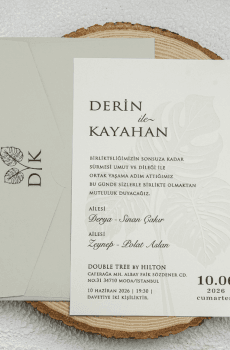 D|K
DERİN
ile
KAYAHAN
BİRLİKTELİĞİMİZİN SONSUZA KADAR
SÜRMESİ UMUT VE DİLEĞİ İLE
ORTAK YAŞAMA ADIM ATTIĞIMIZ
BU GÜNDE SİZLERLE BİRLİKTE OLMAKTAN
MUTLULUK DUYACAĞIZ.
AİLESİ
Derya - Sinan Çakır
AİLESİ
Zeynep - Polat Aslan
DOUBLE TREE by HILTON
CAFERAĞA MH. ALBAY FAİK SÖZDENER CD.
NO:31 34710 MODA/İSTANBUL
10 HAZİRAN 2026 | 19:30
DAVETİYE İKİ KİŞİLİKTİR.
10.00
2026
cumartes